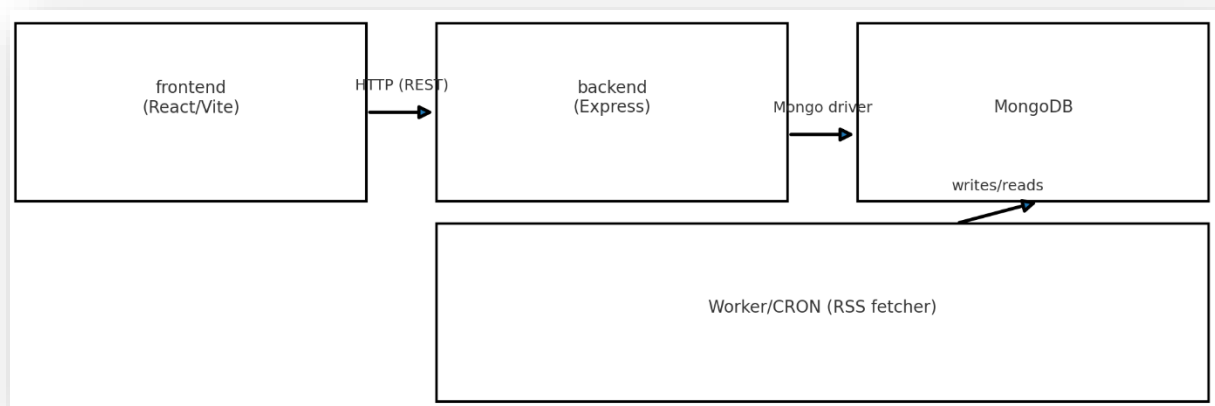 frontend
(React/Vite)
HTTP (REST)
backend
(Express)
Mongo driver
MongoDB
writes/reads
Worker/CRON (RSS fetcher)